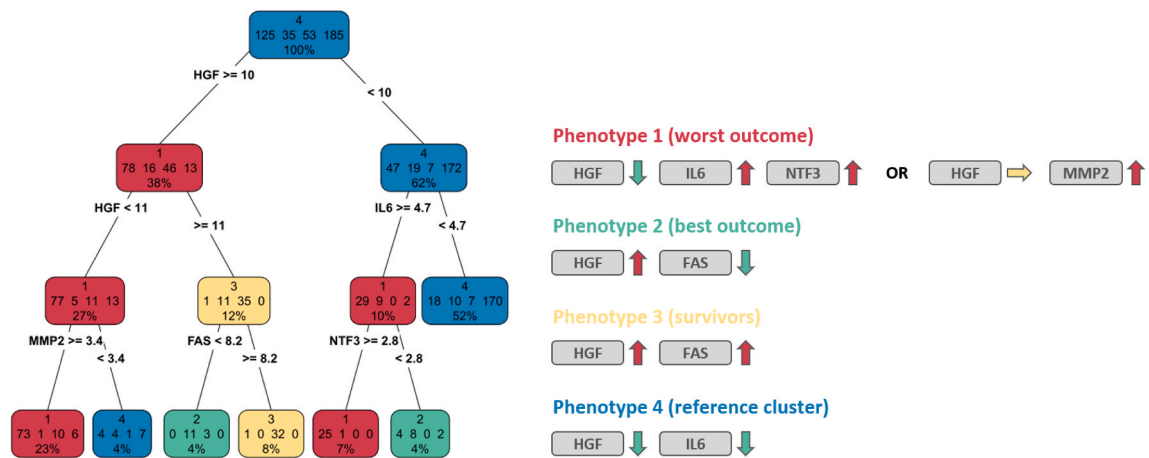 4
125 35 53 185
100%
HGF >= 10
< 10
1
78 16 46 13
38%
4
47 19 7 172
62%
HGF < 11
>= 11
IL6 >= 4.7
< 4.7
1
77 5 11 13
27%
3
1 11 35 0
12%
1
29 9 0 2
10%
4
18 10 7 170
52%
MMP2 >= 3.4
< 3.4
FAS < 8.2
>= 8.2
NTF3 >= 2.8
< 2.8
1
73 1 10 6
23%
4
4 4 1 7
4%
2
0 11 3 0
4%
3
1 0 32 0
8%
1
25 1 0 0
7%
2
4 8 0 2
4%
Phenotype 1 (worst outcome)
HGF IL6 NTF3 OR HGF MMP2
Phenotype 2 (best outcome)
HGF FAS
Phenotype 3 (survivors)
HGF FAS
Phenotype 4 (reference cluster)
HGF IL6